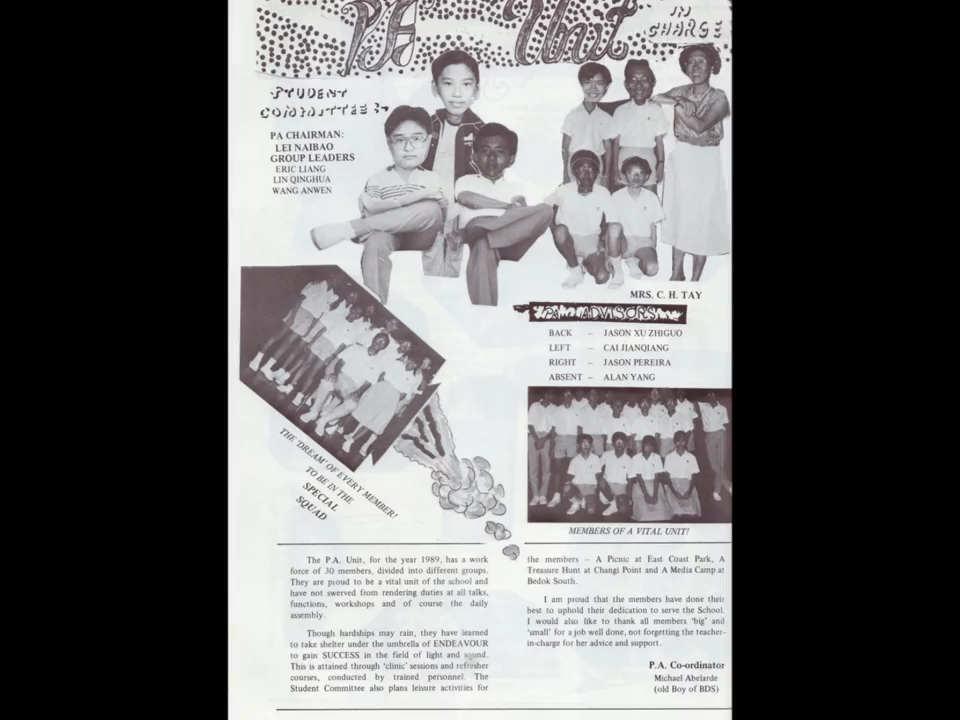 PA Unit
IN
CHARGE
STUDENT
COMMITTEE :-
PA CHAIRMAN:
LEI NAIBAO
GROUP LEADERS
ERIC LIANG
LIN QINGHUA
WANG ANWEN
MRS. C. H. TAY
PA ADVISORS
BACK – JASON XU ZHIGUO
LEFT – CAI JIANQIANG
RIGHT – JASON PEREIRA
ABSENT – ALAN YANG
THE 'DREAM' OF EVERY MEMBER!
TO BE IN THE
SPECIAL
SQUAD
MEMBERS OF A VITAL UNIT!
The P.A. Unit, for the year 1989, has a work
force of 30 members, divided into different groups.
They are proud to be a vital unit of the school and
have not swerved from rendering duties at all talks,
functions, workshops and of course the daily
assembly.
Though hardships may rain, they have learned
to take shelter under the umbrella of ENDEAVOUR
to gain SUCCESS in the field of light and sound.
This is attained through 'clinic' sessions and refresher
courses, conducted by trained personnel. The
Student Committee also plans leisure activities for
the members – A Picnic at East Coast Park, A
Treasure Hunt at Changi Point and A Media Camp at
Bedok South.
I am proud that the members have done their
best to uphold their dedication to serve the School.
I would also like to thank all members 'big' and
'small' for a job well done, not forgetting the teacher-
in-charge for her advice and support.
P.A. Co-ordinator
Michael Abelarde
(old Boy of BDS)